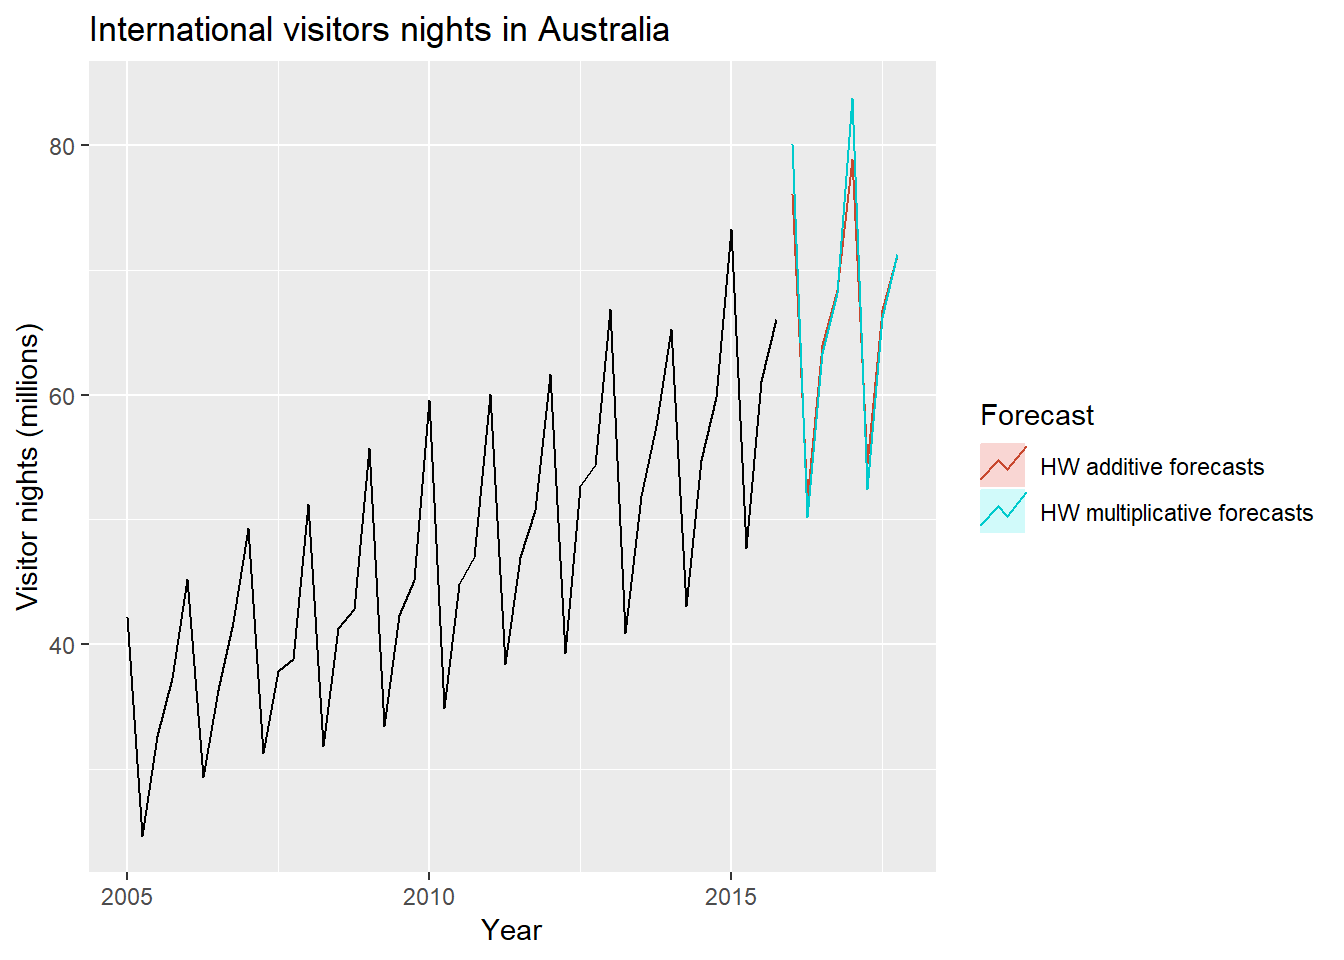 International visitors nights in Australia
80
60
40
Visitor nights (millions)
2005
2010
2015
Year
Forecast
HW additive forecasts
HW multiplicative forecasts